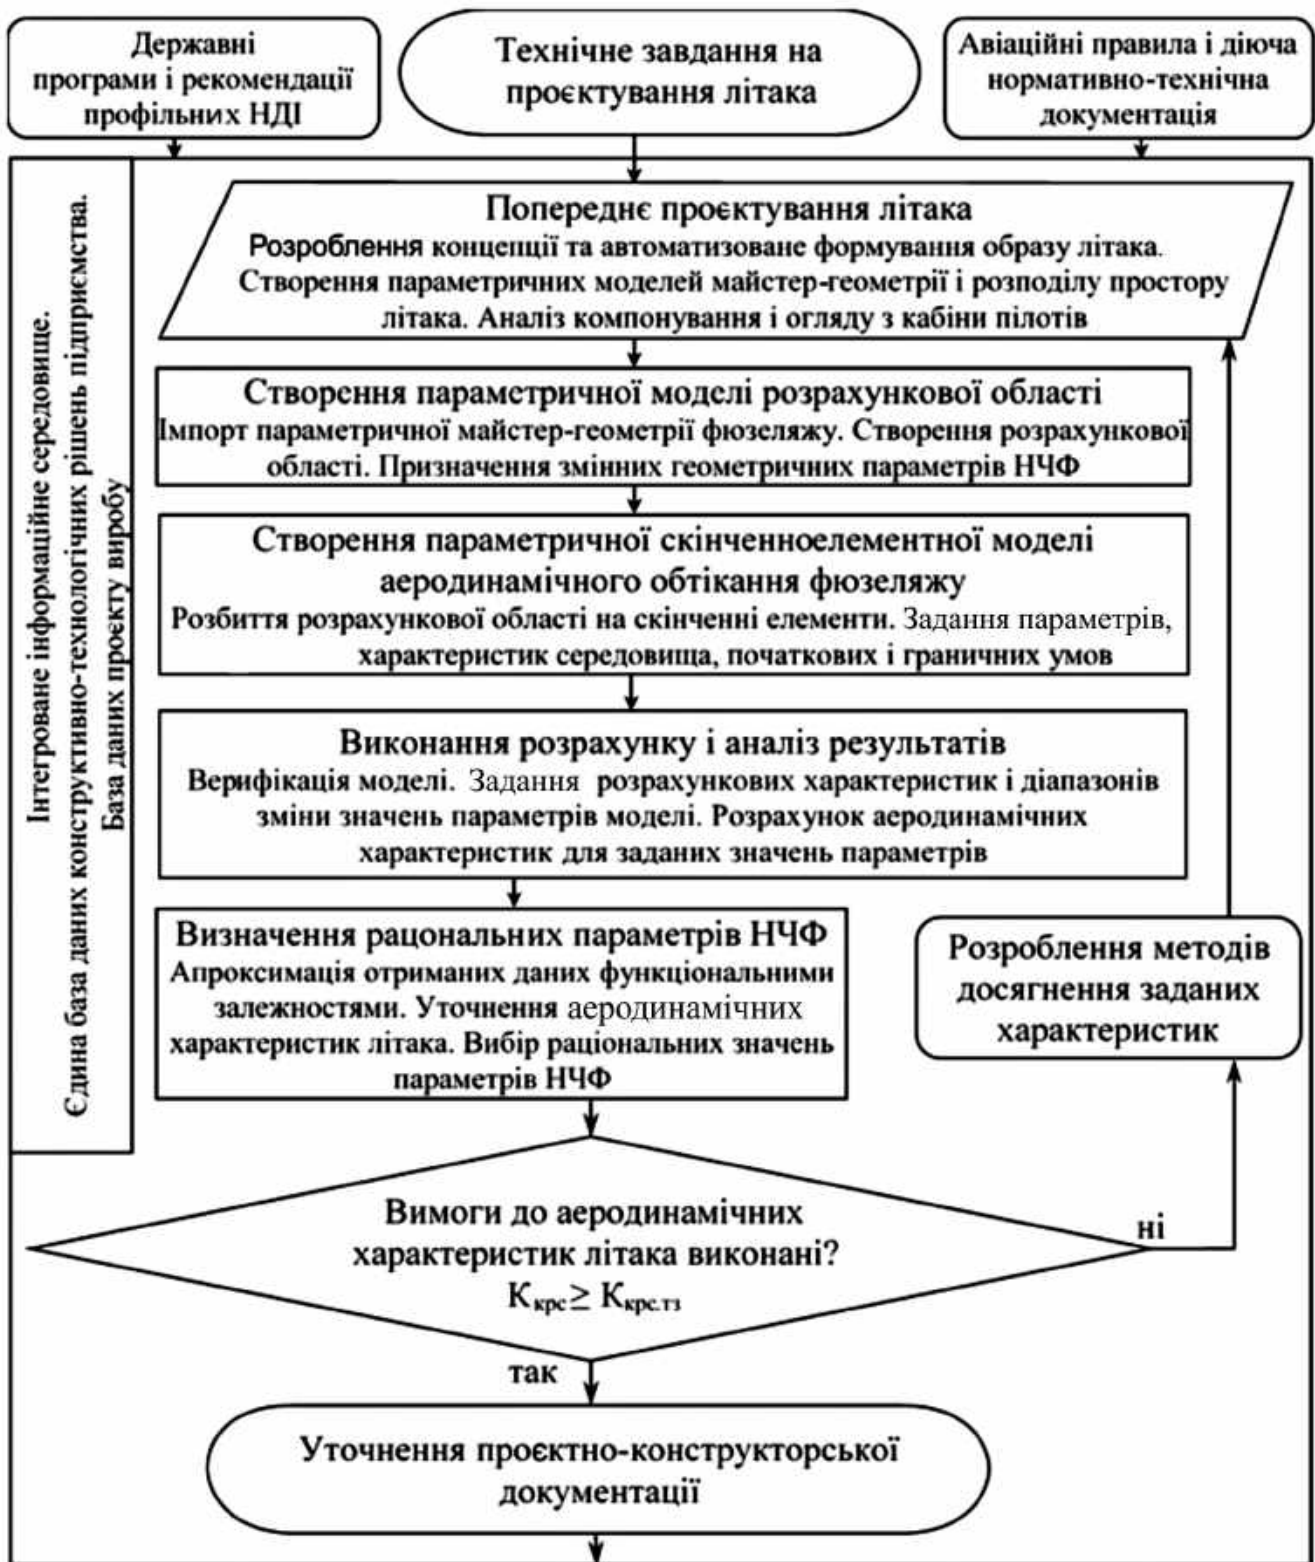 Державні
програми і рекомендації
профільних НДІ
Технічне завдання на
проєктування літака
Авіаційні правила і діюча
нормативно-технічна
документація
Інтегроване інформаційне середовище.
Єдина база даних конструктивно-технологічних рішень підприємства.
База даних проєкту виробу
Попереднє проєктування літака
Розроблення концепції та автоматизоване формування образу літака.
Створення параметричних моделей майстер-геометрії і розподілу простору
літака. Аналіз компонування і огляду з кабіни пілотів
Створення параметричної моделі розрахункової області
Імпорт параметричної майстер-геометрії фюзеляжу. Створення розрахункової
області. Призначення змінних геометричних параметрів НЧФ
Створення параметричної скінченноелементної моделі
аеродинамічного обтікання фюзеляжу
Розбиття розрахункової області на скінченні елементи. Задання параметрів,
характеристик середовища, початкових і граничних умов
Виконання розрахунку і аналіз результатів
Верифікація моделі. Задання розрахункових характеристик і діапазонів
зміни значень параметрів моделі. Розрахунок аеродинамічних
характеристик для заданих значень параметрів
Визначення рацональних параметрів НЧФ
Апроксимація отриманих даних функціональними
залежностями. Уточнення аеродинамічних
характеристик літака. Вибір раціональних значень
параметрів НЧФ
Розроблення методів
досягнення заданих
характеристик
Вимоги до аеродинамічних
характеристик літака виконані?
Ккрс ≥ Ккрс.тз
ні
так
Уточнення проєктно-конструкторської
документації